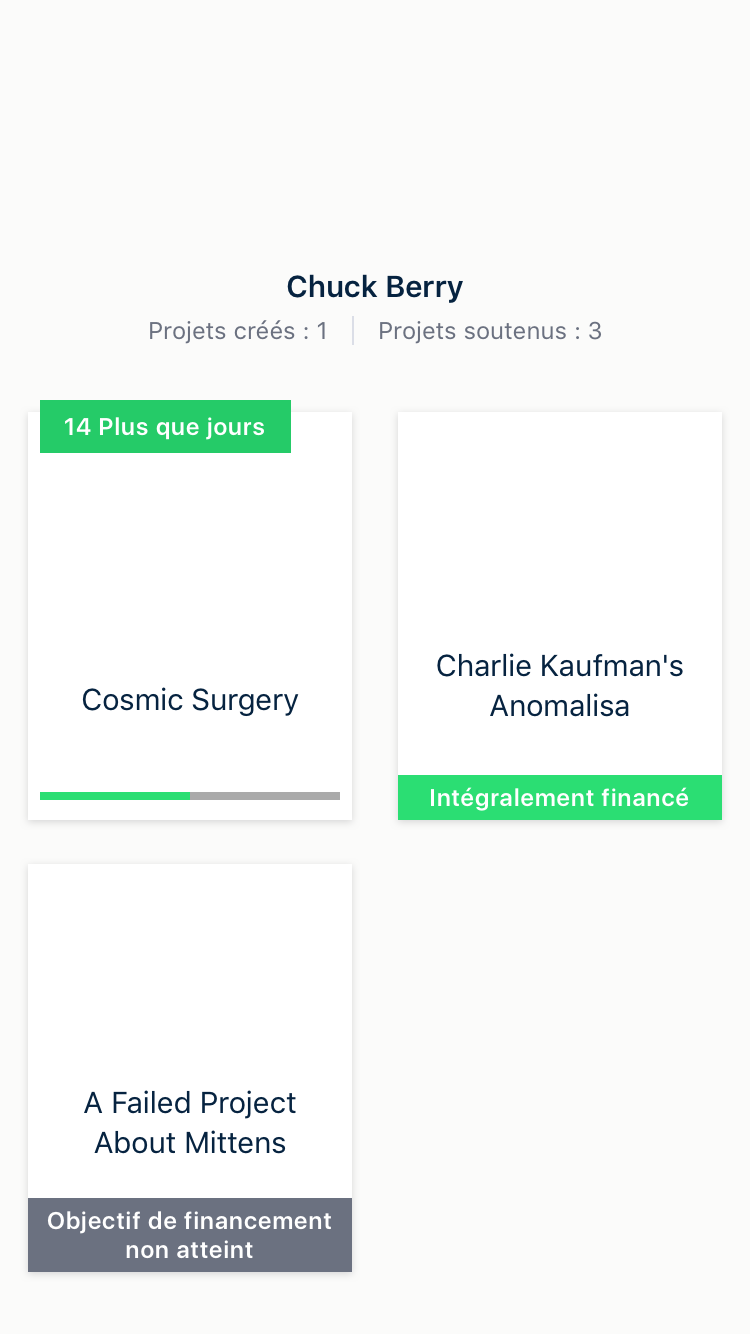 Chuck Berry
Projets créés : 1
Projets soutenus : 3
14 Plus que jours
Cosmic Surgery
Charlie Kaufman's
Anomalisa
Intégralement financé
A Failed Project
About Mittens
Objectif de financement
non atteint